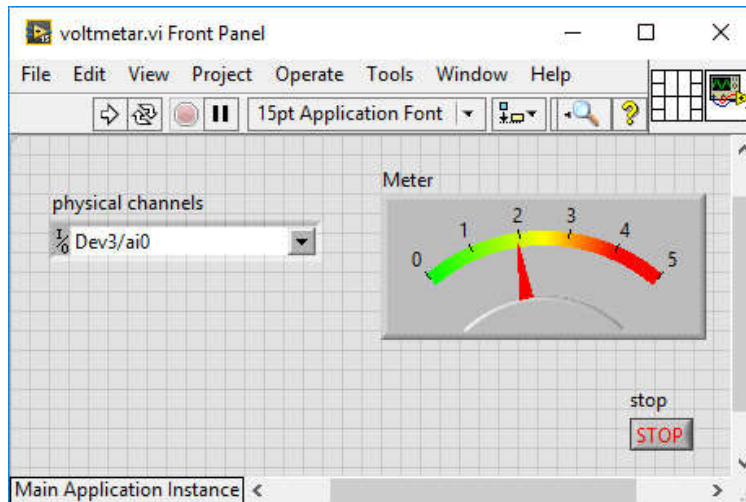 voltmetar.vi Front Panel
File Edit View Project Operate Tools Window Help
15pt Application Font
physical channels
Dev3/ai0
Meter
0 1 2 3 4 5
stop
STOP
Main Application Instance